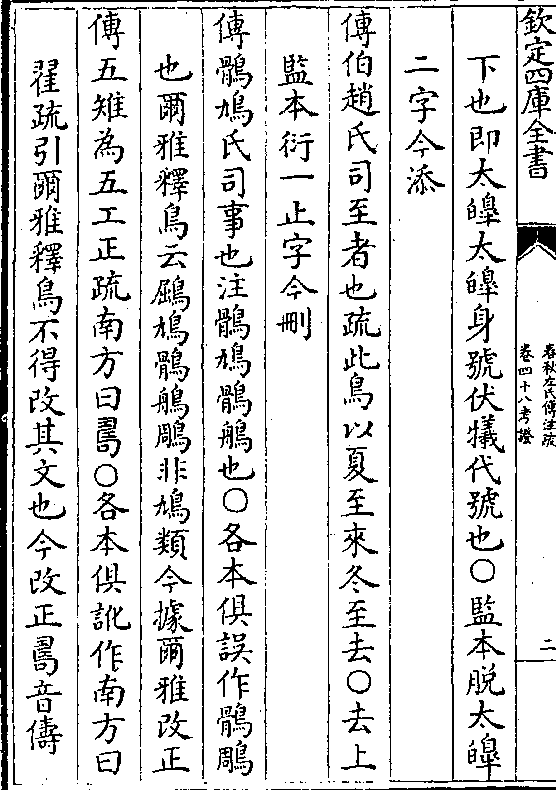 欽定四庫全書
春秋左氏傳注疏
卷四十八考證
二
下也即太皥太皥身號伏犧代號也○監本脫太皥
二字今添
傳伯趙氏司至者也疏此鳥以夏至來冬至去○去上
監本衍一止字今刪
傳鶻鳩氏司事也注鶻鳩鶻鵃也○各本俱誤作鶻鵰
也爾雅釋鳥云鶌鳩鶻鵃鵰非鳩類今據爾雅改正
傳五雉為五工正疏南方曰𠷎○各本俱訛作南方曰
翟疏引爾雅釋鳥不得改其文也今改正𠷎音儔